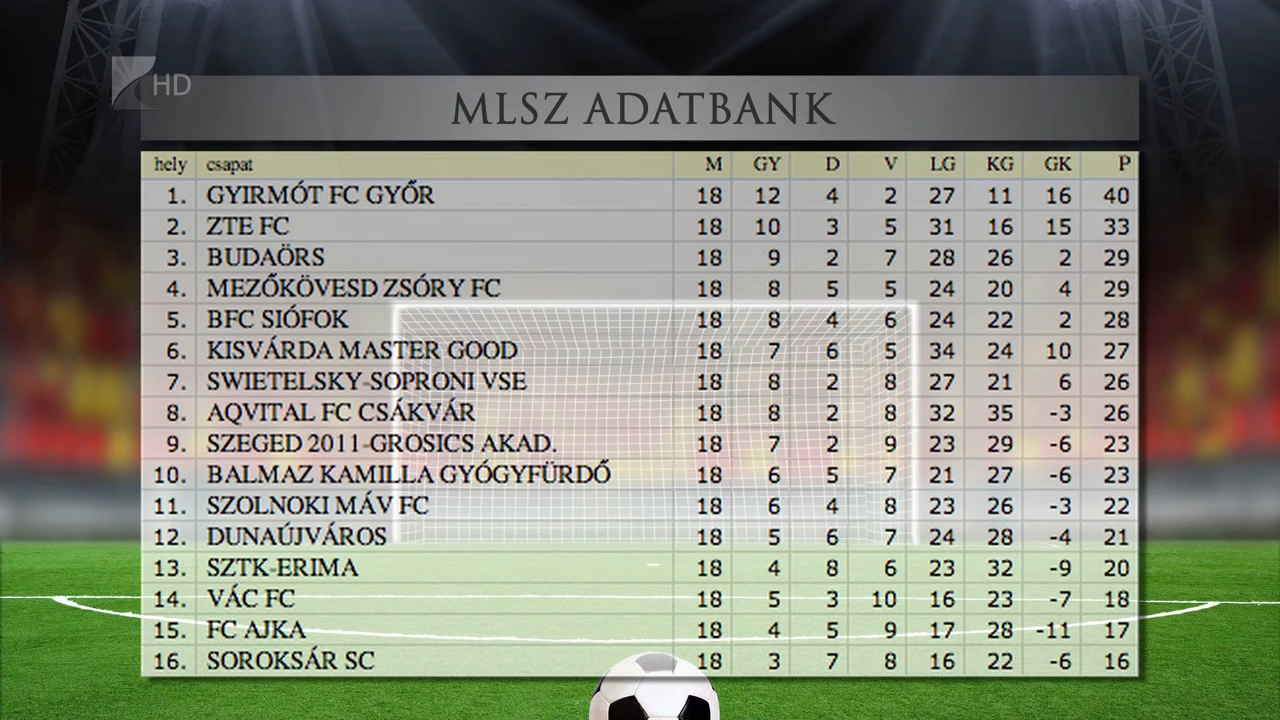 HD
MLSZ ADATBANK
hely csapat M GY D V LG KG GK P
1. GYIRMÓT FC GYŐR 18 12 4 2 27 11 16 40
2. ZTE FC 18 10 3 5 31 16 15 33
3. BUDAÖRS 18 9 2 7 28 26 2 29
4. MEZŐKÖVESD ZSÓRY FC 18 8 5 5 24 20 4 29
5. BFC SIÓFOK 18 8 4 6 24 22 2 28
6. KISVÁRDA MASTER GOOD 18 7 6 5 34 24 10 27
7. SWIETELSKY-SOPRONI VSE 18 8 2 8 27 21 6 26
8. AQVITAL FC CSÁKVÁR 18 8 2 8 32 35 -3 26
9. SZEGED 2011-GROSICS AKAD. 18 7 2 9 23 29 -6 23
10. BALMAZ KAMILLA GYÓGYFÜRDŐ 18 6 5 7 21 27 -6 23
11. SZOLNOKI MÁV FC 18 6 4 8 23 26 -3 22
12. DUNAÚJVÁROS 18 5 6 7 24 28 -4 21
13. SZTK-ERIMA 18 4 8 6 23 32 -9 20
14. VÁC FC 18 5 3 10 16 23 -7 18
15. FC AJKA 18 4 5 9 17 28 -11 17
16. SOROKSÁR SC 18 3 7 8 16 22 -6 16